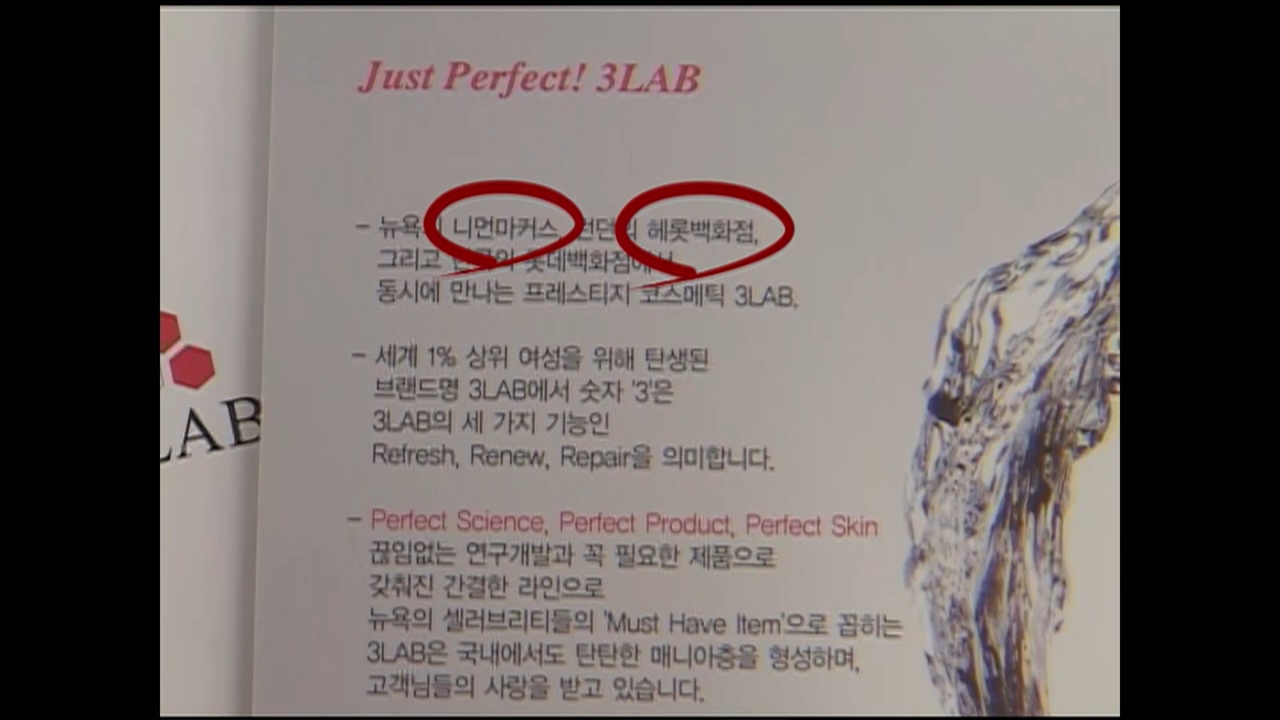 Just Perfect! 3LAB
- 뉴욕의 니먼마커스, 런던의 헤롯백화점,
그리고 한국의 롯데백화점에서
동시에 만나는 프레스티지 코스메틱 3LAB.
- 세계 1% 상위 여성을 위해 탄생된
브랜드명 3LAB에서 숫자 '3'은
3LAB의 세 가지 기능인
Refresh, Renew, Repair을 의미합니다.
- Perfect Science, Perfect Product, Perfect Skin
끊임없는 연구개발과 꼭 필요한 제품으로
갖춰진 간결한 라인으로
뉴욕의 셀러브리티들의 'Must Have Item'으로 꼽히는
3LAB은 국내에서도 탄탄한 매니아층을 형성하며,
고객님들의 사랑을 받고 있습니다.
LAB